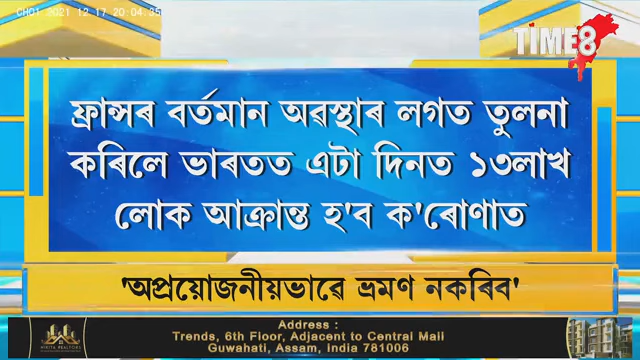 CH01 2021 12 17 20:04:35
TIME8
ফ্ৰান্সৰ বৰ্তমান অৱস্থাৰ লগত তুলনা
কৰিলে ভাৰতত এটা দিনত ১৩লাখ
লোক আক্ৰান্ত হ'ব ক'ৰোণাত
'অপ্ৰয়োজনীয়ভাৱে ভ্ৰমণ নকৰিব'
Address :
Trends, 6th Floor, Adjacent to Central Mall
Guwahati, Assam, India 781006